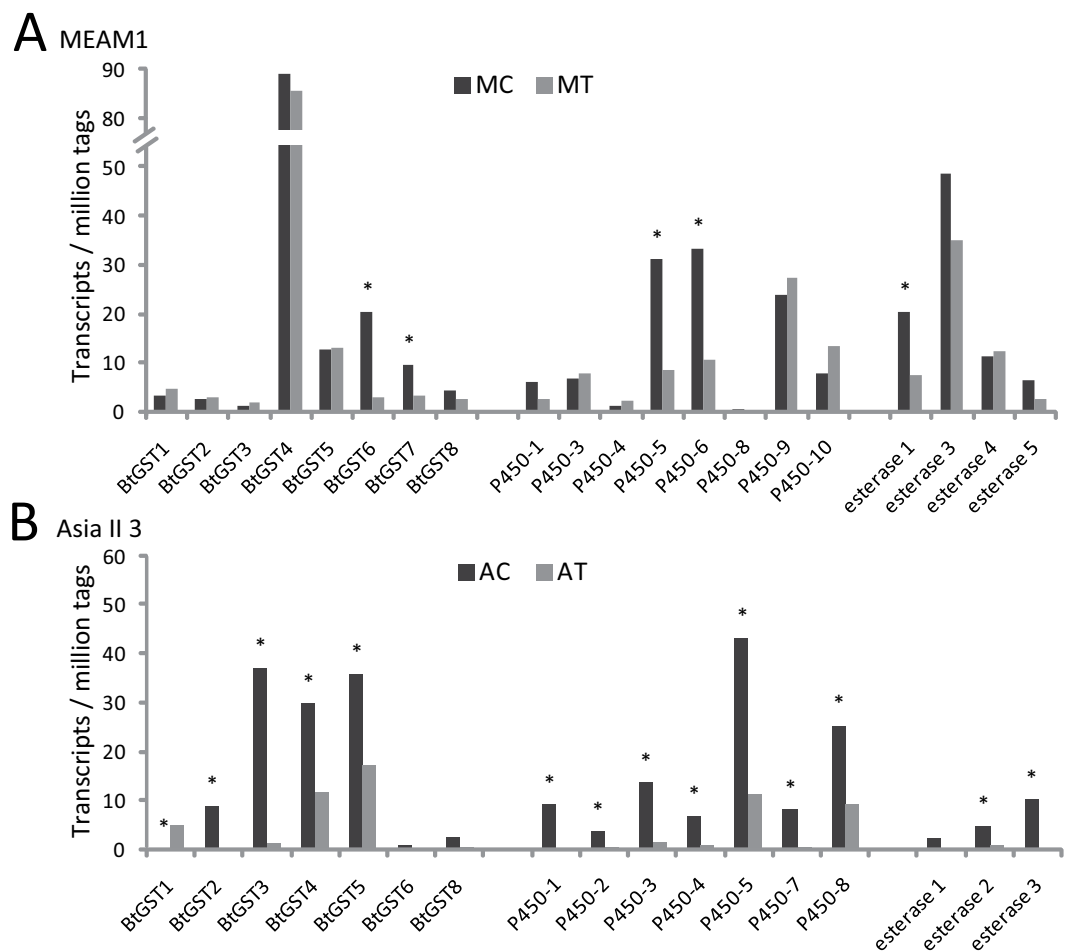 A MEAM1
MC MT
Transcripts / million tags
90
80
50
40
30
20
10
0
* * * * *
BtGST1 BtGST2 BtGST3 BtGST4 BtGST5 BtGST6 BtGST7 BtGST8 P450-1 P450-3 P450-4 P450-5 P450-6 P450-8 P450-9 P450-10 esterase 1 esterase 3 esterase 4 esterase 5
B Asia II 3
AC AT
Transcripts / million tags
60
50
40
30
20
10
0
* * * * * * * * * * * * * *
BtGST1 BtGST2 BtGST3 BtGST4 BtGST5 BtGST6 BtGST8 P450-1 P450-2 P450-3 P450-4 P450-5 P450-7 P450-8 esterase 1 esterase 2 esterase 3